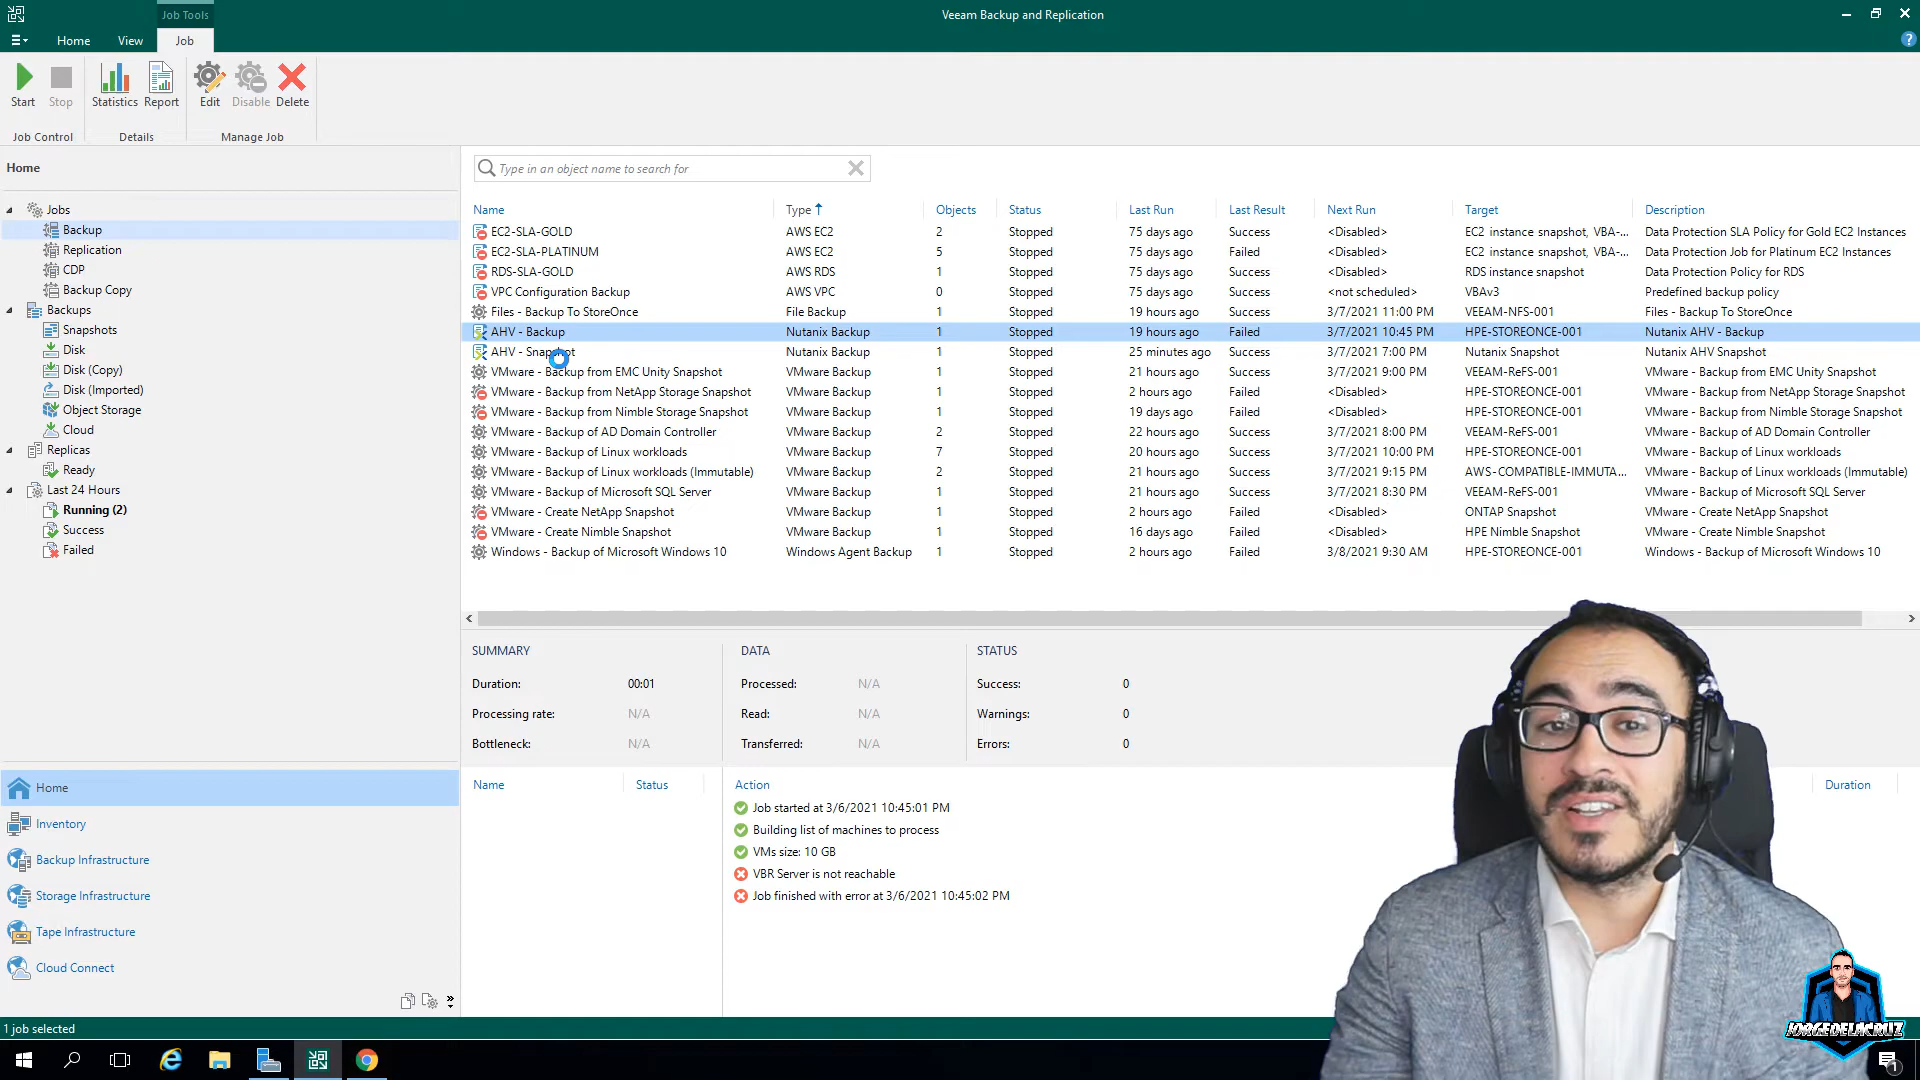 Job Tools
Veeam Backup and Replication
Home View Job
Start Stop Statistics Report Edit Disable Delete
Job Control Details Manage Job
Home
Type in an object name to search for
Jobs
Backup
Replication
CDP
Backup Copy
Backups
Snapshots
Disk
Disk (Copy)
Disk (Imported)
Object Storage
Cloud
Replicas
Ready
Last 24 Hours
Running (2)
Success
Failed
Name Type Objects Status Last Run Last Result Next Run Target Description
EC2-SLA-GOLD AWS EC2 2 Stopped 75 days ago Success <Disabled> EC2 instance snapshot, VBA-... Data Protection SLA Policy for Gold EC2 Instances
EC2-SLA-PLATINUM AWS EC2 5 Stopped 75 days ago Failed <Disabled> EC2 instance snapshot, VBA-... Data Protection Job for Platinum EC2 Instances
RDS-SLA-GOLD AWS RDS 1 Stopped 75 days ago Success <Disabled> RDS instance snapshot Data Protection Policy for RDS
VPC Configuration Backup AWS VPC 0 Stopped 75 days ago Success <not scheduled> VBAv3 Predefined backup policy
Files - Backup To StoreOnce File Backup 1 Stopped 19 hours ago Success 3/7/2021 11:00 PM VEEAM-NFS-001 Files - Backup To StoreOnce
AHV - Backup Nutanix Backup 1 Stopped 19 hours ago Failed 3/7/2021 10:45 PM HPE-STOREONCE-001 Nutanix AHV - Backup
AHV - Snapshot Nutanix Backup 1 Stopped 25 minutes ago Success 3/7/2021 7:00 PM Nutanix Snapshot Nutanix AHV Snapshot
VMware - Backup from EMC Unity Snapshot VMware Backup 1 Stopped 21 hours ago Success 3/7/2021 9:00 PM VEEAM-ReFS-001 VMware - Backup from EMC Unity Snapshot
VMware - Backup from NetApp Storage Snapshot VMware Backup 1 Stopped 2 hours ago Failed <Disabled> HPE-STOREONCE-001 VMware - Backup from NetApp Storage Snapshot
VMware - Backup from Nimble Storage Snapshot VMware Backup 1 Stopped 19 days ago Failed <Disabled> HPE-STOREONCE-001 VMware - Backup from Nimble Storage Snapshot
VMware - Backup of AD Domain Controller VMware Backup 2 Stopped 22 hours ago Success 3/7/2021 8:00 PM VEEAM-ReFS-001 VMware - Backup of AD Domain Controller
VMware - Backup of Linux workloads VMware Backup 7 Stopped 20 hours ago Success 3/7/2021 10:00 PM HPE-STOREONCE-001 VMware - Backup of Linux workloads
VMware - Backup of Linux workloads (Immutable) VMware Backup 2 Stopped 21 hours ago Success 3/7/2021 9:15 PM AWS-COMPATIBLE-IMMUTA... VMware - Backup of Linux workloads (Immutable)
VMware - Backup of Microsoft SQL Server VMware Backup 1 Stopped 21 hours ago Success 3/7/2021 8:30 PM VEEAM-ReFS-001 VMware - Backup of Microsoft SQL Server
VMware - Create NetApp Snapshot VMware Backup 1 Stopped 2 hours ago Failed <Disabled> ONTAP Snapshot VMware - Create NetApp Snapshot
VMware - Create Nimble Snapshot VMware Backup 1 Stopped 16 days ago Failed <Disabled> HPE Nimble Snapshot VMware - Create Nimble Snapshot
Windows - Backup of Microsoft Windows 10 Windows Agent Backup 1 Stopped 2 hours ago Failed 3/8/2021 9:30 AM HPE-STOREONCE-001 Windows - Backup of Microsoft Windows 10
SUMMARY DATA STATUS
Duration: 00:01 Processed: N/A Success: 0
Processing rate: N/A Read: N/A Warnings: 0
Bottleneck: N/A Transferred: N/A Errors: 0
Name Status Action Duration
Job started at 3/6/2021 10:45:01 PM
Building list of machines to process
VMs size: 10 GB
VBR Server is not reachable
Job finished with error at 3/6/2021 10:45:02 PM
Home
Inventory
Backup Infrastructure
Storage Infrastructure
Tape Infrastructure
Cloud Connect
1 job selected
JORGEDELACRUZ
1